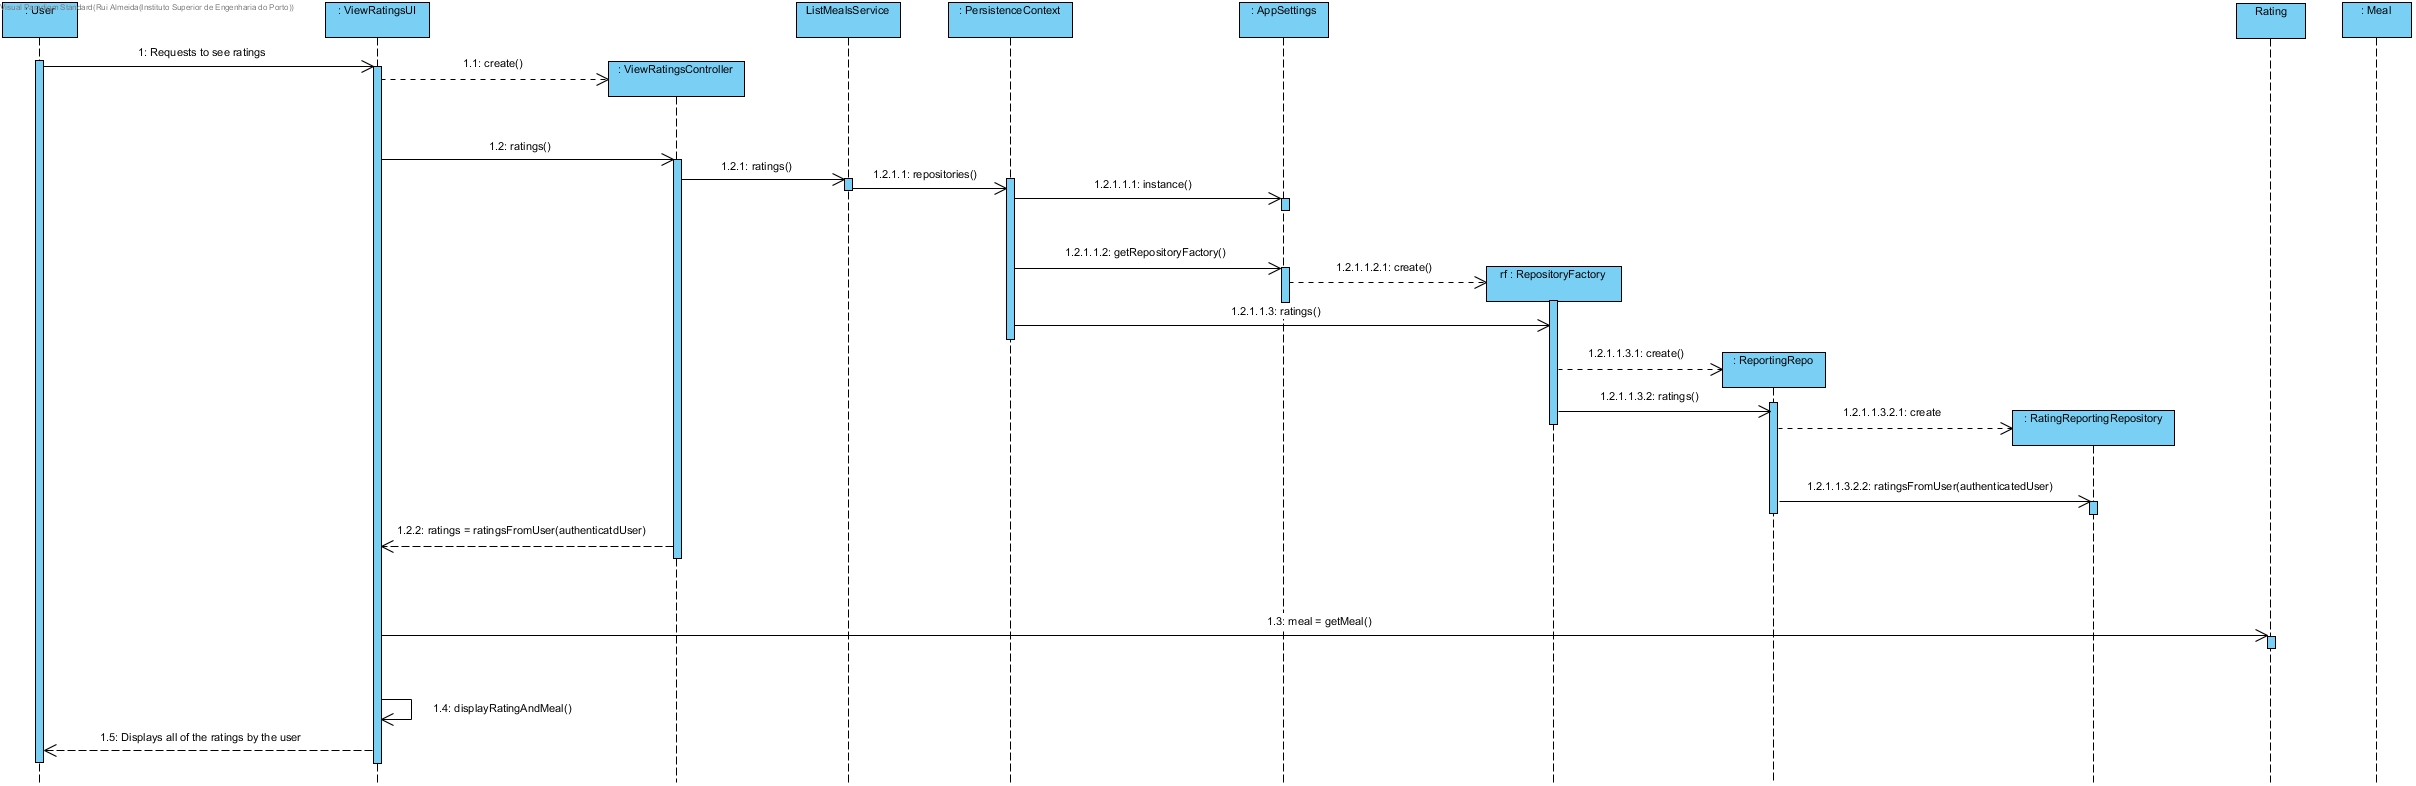 Visual Paradigm Standard(Rui Almeida(Instituto Superior de Engenharia do Porto))
: User
: ViewRatingsUI
ListMealsService
: PersistenceContext
: AppSettings
Rating
: Meal
1: Requests to see ratings
1.1: create()
: ViewRatingsController
1.2: ratings()
1.2.1: ratings()
1.2.1.1: repositories()
1.2.1.1.1: instance()
1.2.1.1.2: getRepositoryFactory()
1.2.1.1.2.1: create()
rf : RepositoryFactory
1.2.1.1.3: ratings()
1.2.1.1.3.1: create()
: ReportingRepo
1.2.1.1.3.2: ratings()
1.2.1.1.3.2.1: create
: RatingReportingRepository
1.2.1.1.3.2.2: ratingsFromUser(authenticatedUser)
1.2.2: ratings = ratingsFromUser(authenticatdUser)
1.3: meal = getMeal()
1.4: displayRatingAndMeal()
1.5: Displays all of the ratings by the user